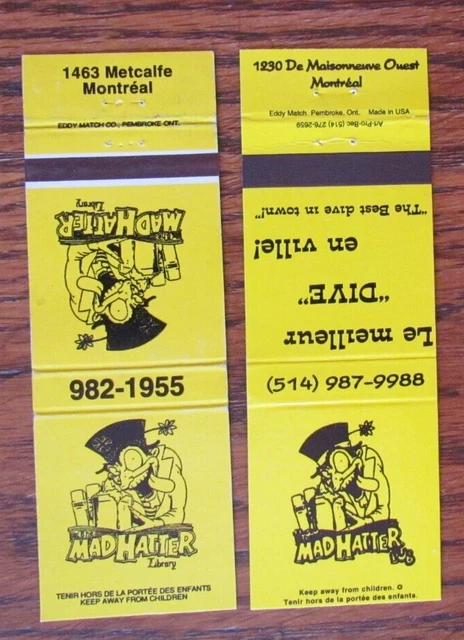 1463 Metcalfe
Montréal
EDDY MATCH CO., PEMBROKE ONT.
The
MAD HATTER
Library
982-1955
The
MAD HATTER
Library
TENIR HORS DE LA PORTÉE DES ENFANTS
KEEP AWAY FROM CHILDREN
1230 De Maisonneuve Ouest
Montréal
Eddy Match. Pembroke, Ont. Made in USA
Art-Pro-Bec (514) 276-2659
Le meilleur
"DIVE"
en ville!
"The Best dive in town!"
(514) 987-9988
MAD HATTER
PUB
Keep away from children. O
Tenir hors de la portée des enfants.